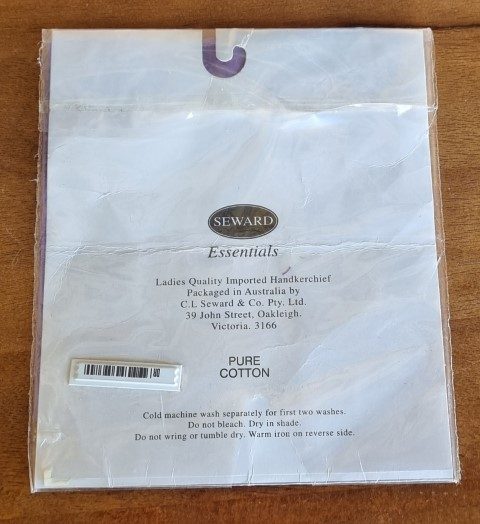 SEWARD
Essentials
Ladies Quality Imported Handkerchief
Packaged in Australia by
C.L Seward & Co. Pty. Ltd.
39 John Street, Oakleigh.
Victoria. 3166
PURE
COTTON
Cold machine wash separately for first two washes.
Do not bleach. Dry in shade.
Do not wring or tumble dry. Warm iron on reverse side.